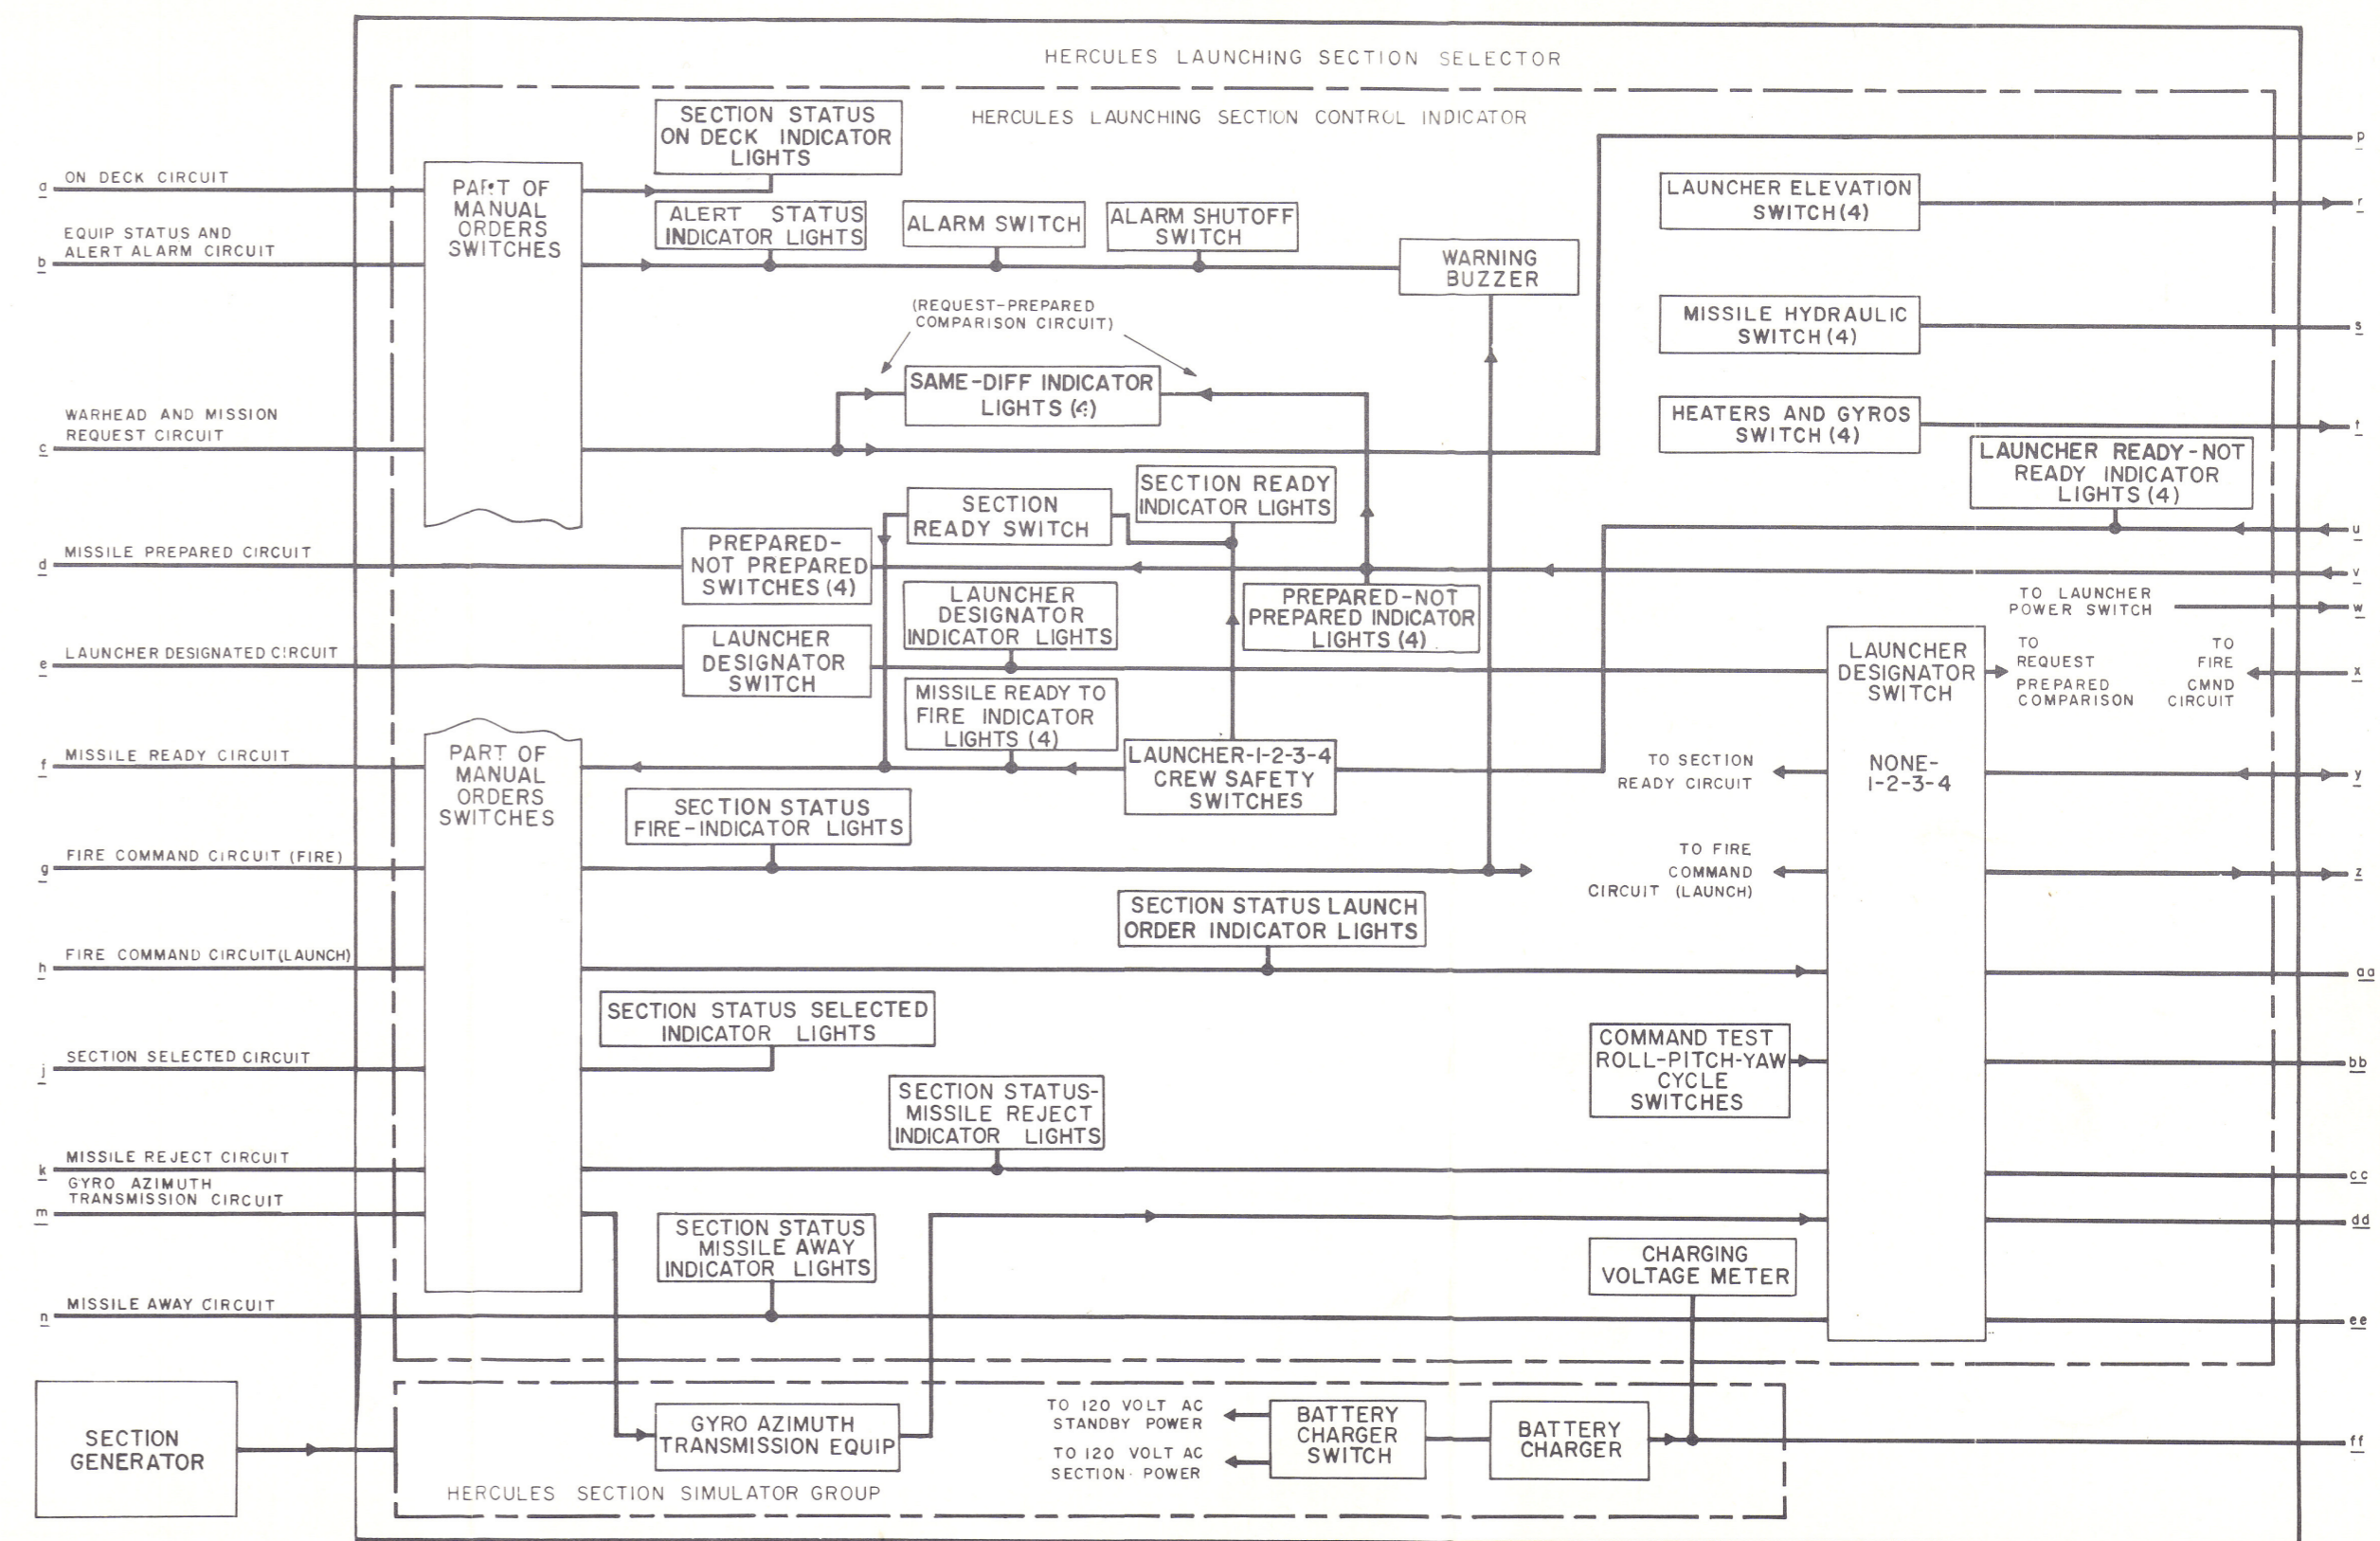 HERCULES LAUNCHING SECTION SELECTOR
HERCULES LAUNCHING SECTION CONTROL INDICATOR
a
ON DECK CIRCUIT
EQUIP STATUS AND
b
ALERT ALARM CIRCUIT
WARHEAD AND MISSION
REQUEST CIRCUIT
c
d
MISSILE PREPARED CIRCUIT
e
LAUNCHER DESIGNATED CIRCUIT
f
MISSILE READY CIRCUIT
g
FIRE COMMAND CIRCUIT (FIRE)
h
FIRE COMMAND CIRCUIT(LAUNCH)
j
SECTION SELECTED CIRCUIT
k
MISSILE REJECT CIRCUIT
GYRO AZIMUTH
TRANSMISSION CIRCUIT
m
n
MISSILE AWAY CIRCUIT
SECTION
GENERATOR
PART OF
MANUAL
ORDERS
SWITCHES
SECTION STATUS
ON DECK INDICATOR
LIGHTS
ALERT STATUS
INDICATOR LIGHTS
ALARM SWITCH
ALARM SHUTOFF
SWITCH
WARNING
BUZZER
(REQUEST-PREPARED
COMPARISON CIRCUIT)
SAME-DIFF INDICATOR
LIGHTS (4)
SECTION
READY SWITCH
SECTION READY
INDICATOR LIGHTS
PREPARED-
NOT PREPARED
SWITCHES (4)
LAUNCHER
DESIGNATOR
INDICATOR LIGHTS
PREPARED-NOT
PREPARED INDICATOR
LIGHTS (4)
LAUNCHER
DESIGNATOR
SWITCH
MISSILE READY TO
FIRE INDICATOR
LIGHTS (4)
LAUNCHER-1-2-3-4
CREW SAFETY
SWITCHES
PART OF
MANUAL
ORDERS
SWITCHES
SECTION STATUS
FIRE-INDICATOR LIGHTS
SECTION STATUS LAUNCH
ORDER INDICATOR LIGHTS
SECTION STATUS SELECTED
INDICATOR LIGHTS
SECTION STATUS-
MISSILE REJECT
INDICATOR LIGHTS
SECTION STATUS
MISSILE AWAY
INDICATOR LIGHTS
LAUNCHER ELEVATION
SWITCH (4)
MISSILE HYDRAULIC
SWITCH (4)
HEATERS AND GYROS
SWITCH (4)
LAUNCHER READY-NOT
READY INDICATOR
LIGHTS (4)
TO LAUNCHER
POWER SWITCH
LAUNCHER
DESIGNATOR
SWITCH
NONE-
1-2-3-4
TO
REQUEST
PREPARED
COMPARISON
TO
FIRE
CMND
CIRCUIT
TO SECTION
READY CIRCUIT
TO FIRE
COMMAND
CIRCUIT (LAUNCH)
COMMAND TEST
ROLL-PITCH-YAW
CYCLE
SWITCHES
CHARGING
VOLTAGE METER
GYRO AZIMUTH
TRANSMISSION EQUIP
TO 120 VOLT AC
STANDBY POWER
TO 120 VOLT AC
SECTION POWER
BATTERY
CHARGER
SWITCH
BATTERY
CHARGER
HERCULES SECTION SIMULATOR GROUP
p
r
s
t
u
v
w
x
y
z
aa
bb
cc
dd
ee
ff